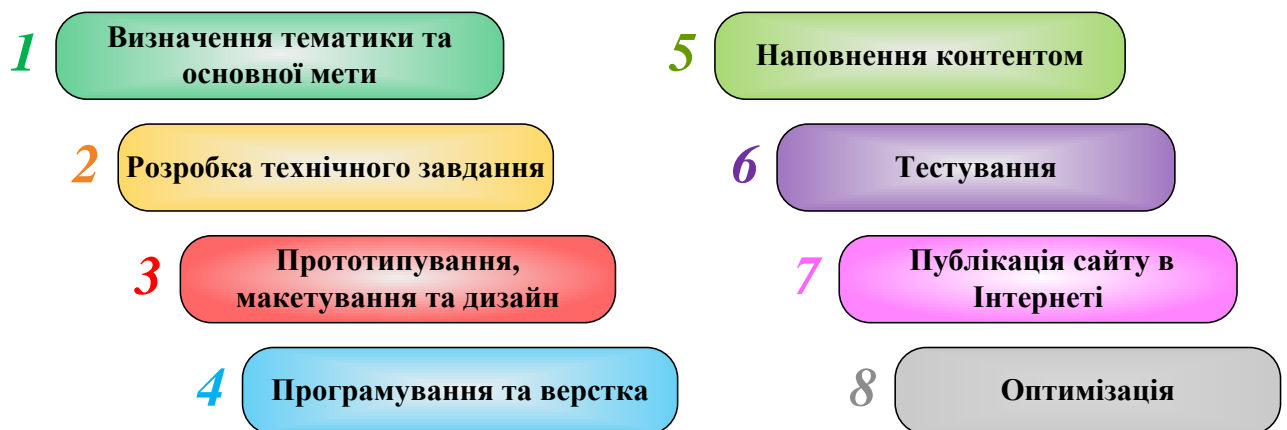 1
Визначення тематики та
основної мети
2
Розробка технічного завдання
3
Прототипування,
макетування та дизайн
4
Програмування та верстка
5
Наповнення контентом
6
Тестування
7
Публікація сайту в
Інтернеті
8
Оптимізація